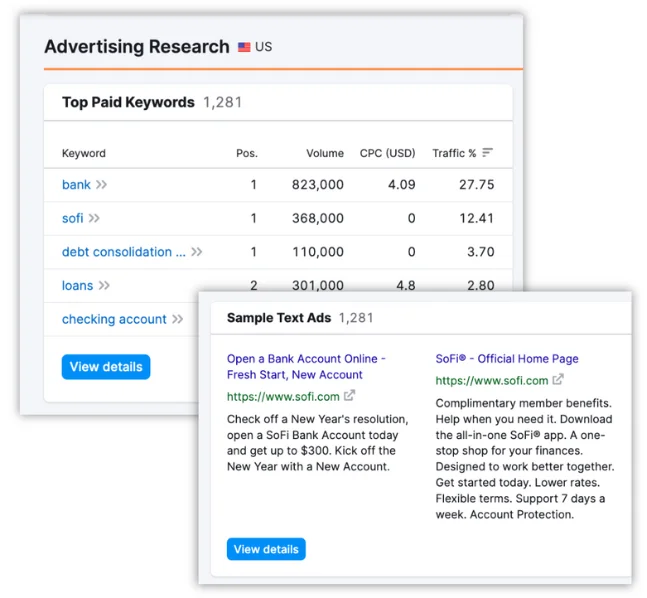 Advertising Research US
Top Paid Keywords 1,281
Keyword Pos. Volume CPC (USD) Traffic %
bank 1 823,000 4.09 27.75
sofi 1 368,000 0 12.41
debt consolidation ... 1 110,000 0 3.70
loans 2 301,000 4.8 2.80
checking account
View details
Sample Text Ads 1,281
Open a Bank Account Online -
Fresh Start, New Account
https://www.sofi.com
Check off a New Year's resolution,
open a SoFi Bank Account today
and get up to $300. Kick off the
New Year with a New Account.
SoFi® - Official Home Page
https://www.sofi.com
Complimentary member benefits.
Help when you need it. Download
the all-in-one SoFi® app. A one-
stop shop for your finances.
Designed to work better together.
Get started today. Lower rates.
Flexible terms. Support 7 days a
week. Account Protection.
View details